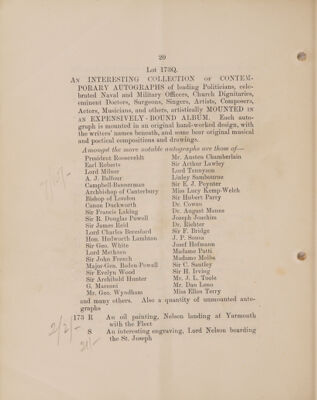 20
Lot 173Q.
AN INTERESTING COLLECTION OF CONTEM-
PORARY AUTOGRAPHS of leading Politicians, cele-
brated Naval and Military Officers, Church Dignitaries,
eminent Doctors, Surgeons, Singers, Artists, Composers,
Actors, Musicians, and others, artistically MOUNTED IN
AN EXPENSIVELY-BOUND ALBUM. Each auto-
graph is mounted in an original hand-worked design, with
the writers' names beneath, and some bear original musical
and poetical compositions and drawings.
Amongst the more notable autographs are those of—
President Roosevelt
Earl Roberts
Lord Milner
A. J. Balfour
Campbell-Bannerman
Archbishop of Canterbury
Bishop of London
Canon Duckworth
Sir Francis Laking
Sir R. Douglas Powell
Sir James Reid
Lord Charles Beresford
Hon. Hedworth Lambton
Sir Geo. White
Lord Methuen
Sir John French
Major-Gen. Baden-Powell
Sir Evelyn Wood
Sir Archibald Hunter
G. Marconi
Mr. Geo. Wyndham
Mr. Austen Chamberlain
Sir Arthur Lawley
Lord Tennyson
Linley Sambourne
Sir E. J. Poynter
Miss Lucy Kemp-Welch
Sir Hubert Parry
Dr. Cowen
Dr. August Manns
Joseph Joachim
Dr. Richter
Sir F. Bridge
J. P. Sousa
Josef Hofmann
Madame Patti
Madame Melba
Sir C. Santley
Sir H. Irving
Mr. J. L. Toole
Mr. Dan Leno
Miss Ellen Terry
and many others. Also a quantity of unmounted auto-
graphs
173 R An oil painting, Nelson landing at Yarmouth
with the Fleet
2/2/-
S An interesting engraving, Lord Nelson boarding
the St. Joseph
21/-